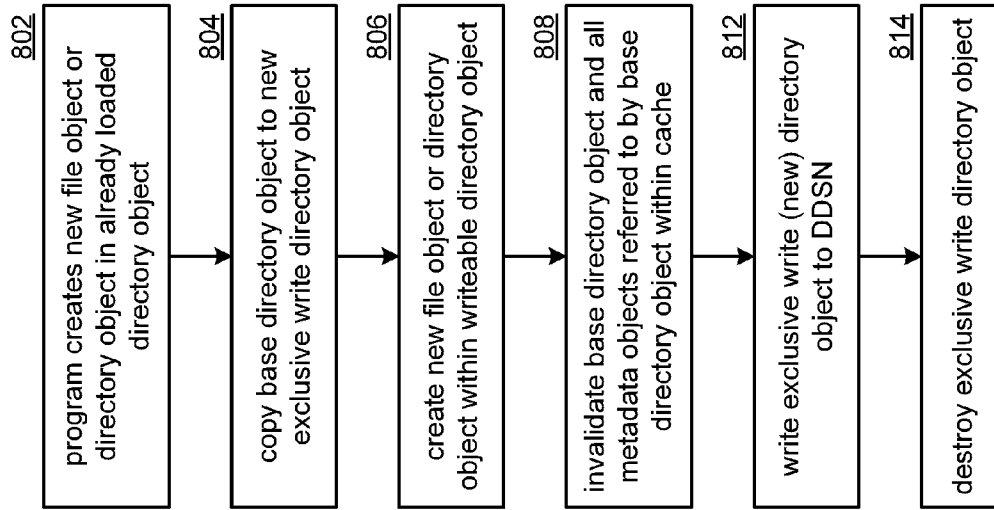 802
program creates new file object or
directory object in already loaded
directory object
804
copy base directory object to new
exclusive write directory object
806
create new file object or directory
object within writeable directory object
808
invalidate base directory object and all
metadata objects referred to by base
directory object within cache
812
write exclusive write (new) directory
object to DDSN
814
destroy exclusive write directory object